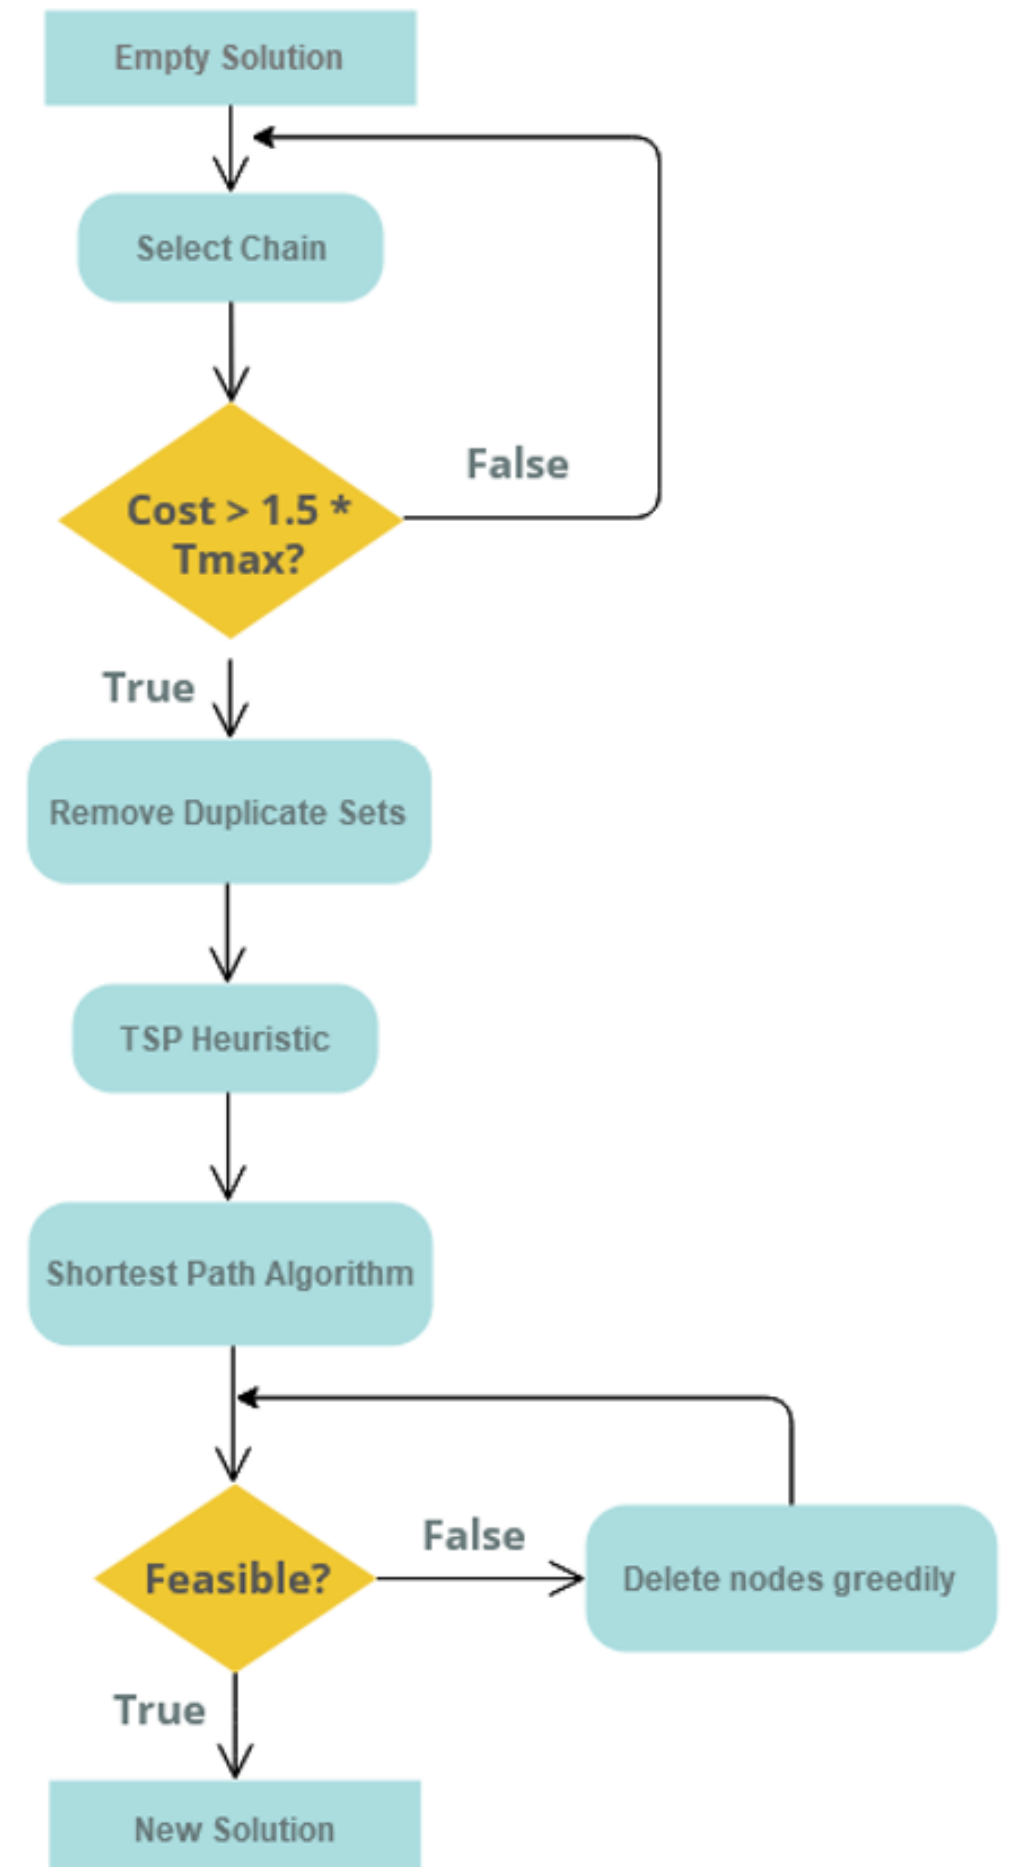 Empty Solution
Select Chain
False
Cost > 1.5 *
Tmax?
True
Remove Duplicate Sets
TSP Heuristic
Shortest Path Algorithm
False
Feasible?
Delete nodes greedily
True
New Solution